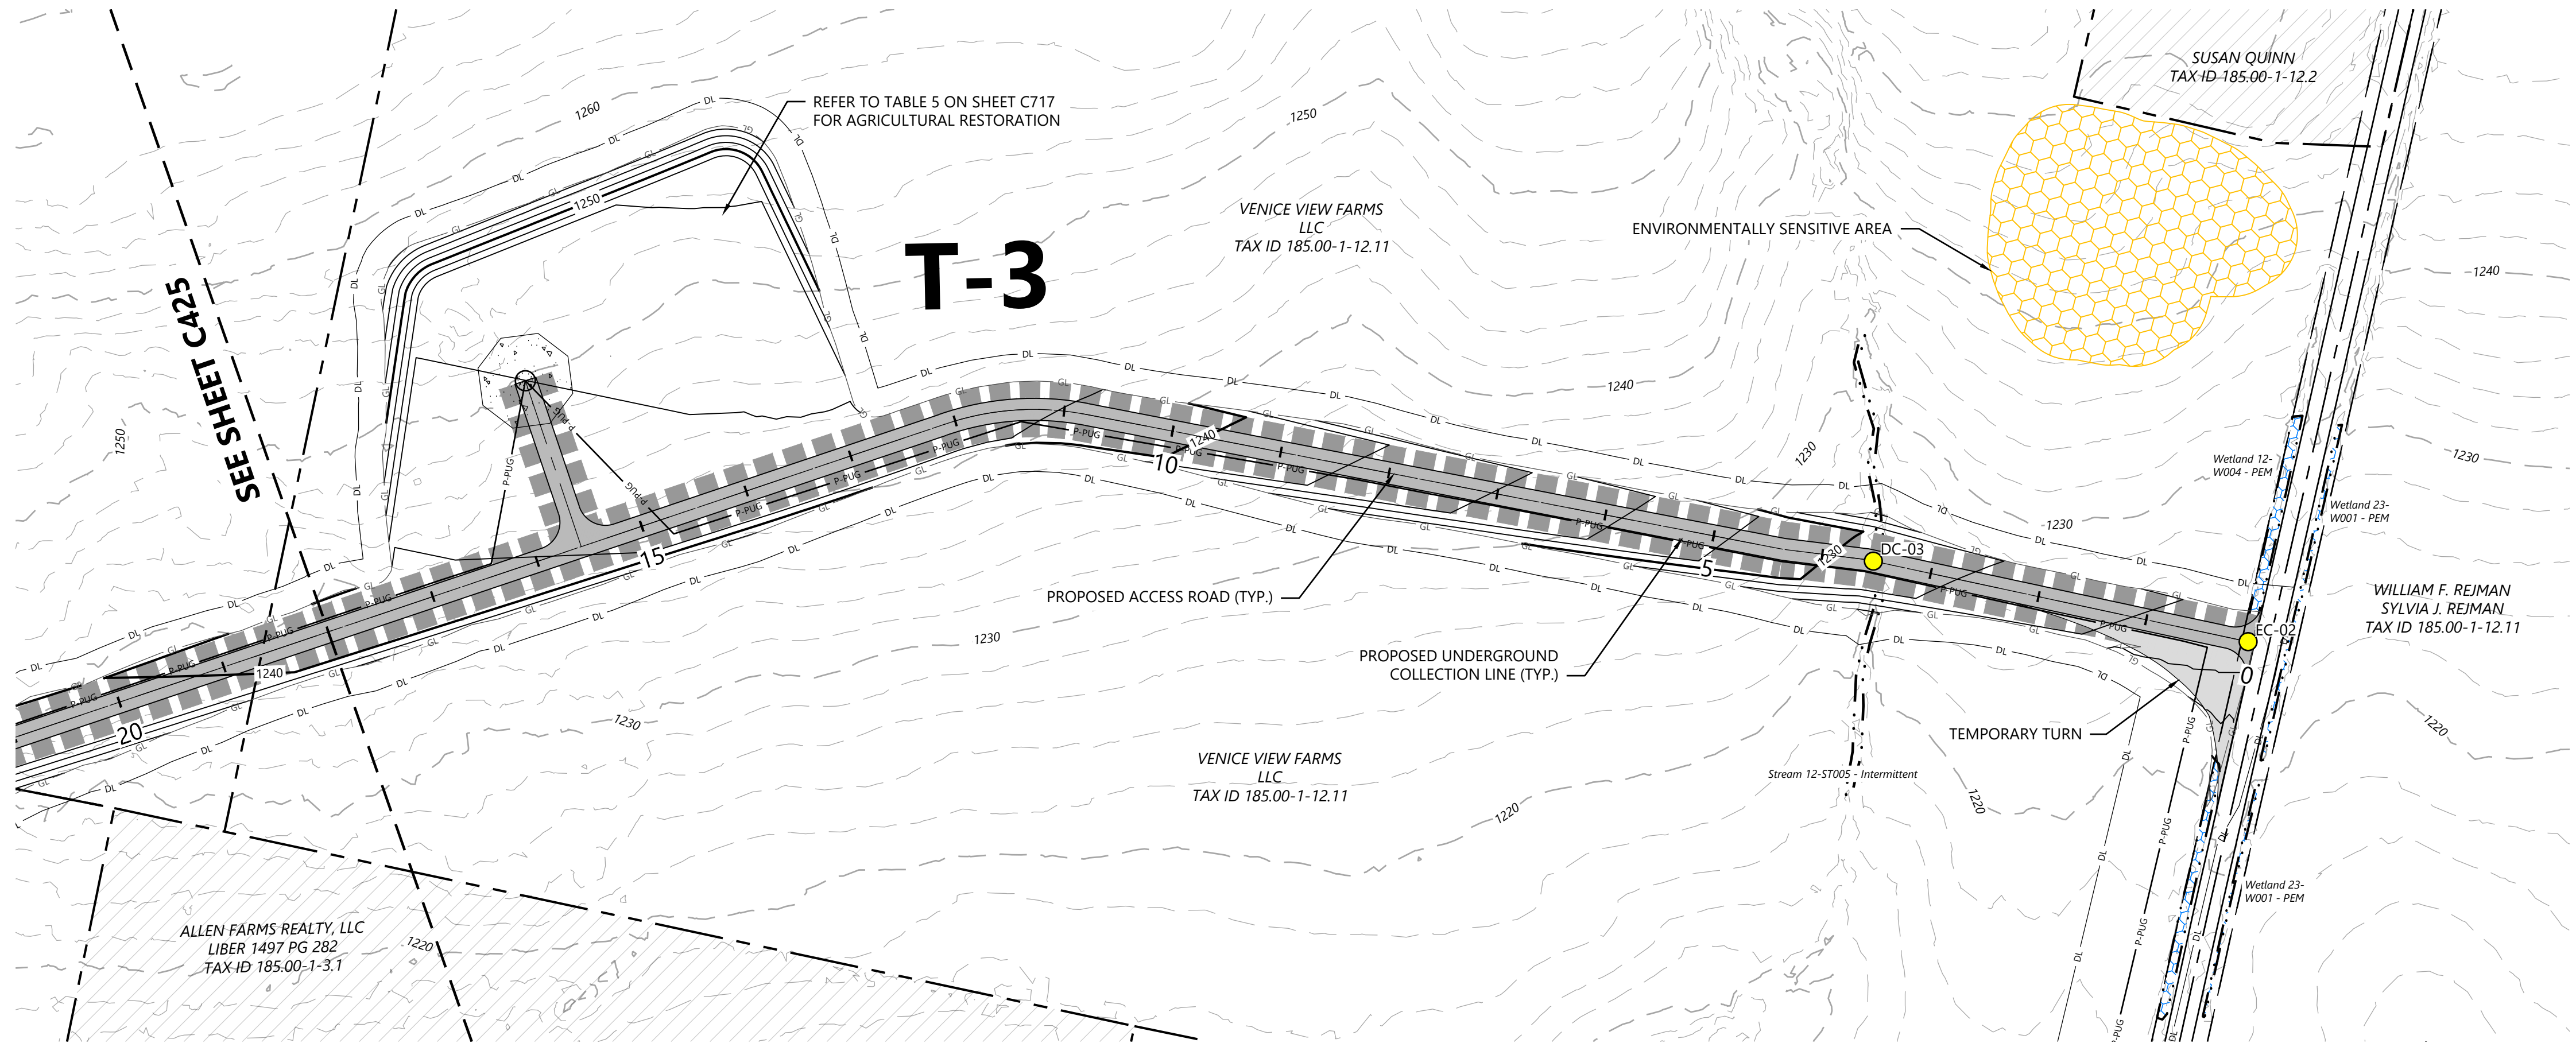 SUSAN QUINN
TAX ID 185.00-1-12.2
REFER TO TABLE 5 ON SHEET C717
FOR AGRICULTURAL RESTORATION
1260
1250
VENICE VIEW FARMS
LLC
TAX ID 185.00-1-12.11
ENVIRONMENTALLY SENSITIVE AREA
T-3
1250
1240
SEE SHEET C425
1250
1240
1240
1230
1230
10
Wetland 12-
W004 - PEM
Wetland 23-
W001 - PEM
1230
15
5
1230
DC-03
PROPOSED ACCESS ROAD (TYP.)
WILLIAM F. REJMAN
SYLVIA J. REJMAN
TAX ID 185.00-1-12.11
EC-02
0
1230
PROPOSED UNDERGROUND
COLLECTION LINE (TYP.)
1240
20
1230
TEMPORARY TURN
1220
VENICE VIEW FARMS
LLC
TAX ID 185.00-1-12.11
Stream 12-ST005 - Intermittent
1220
1220
Wetland 23-
W001 - PEM
ALLEN FARMS REALTY, LLC
LIBER 1497 PG 282
TAX ID 185.00-1-3.1
1220
DL
GL
P-PUG